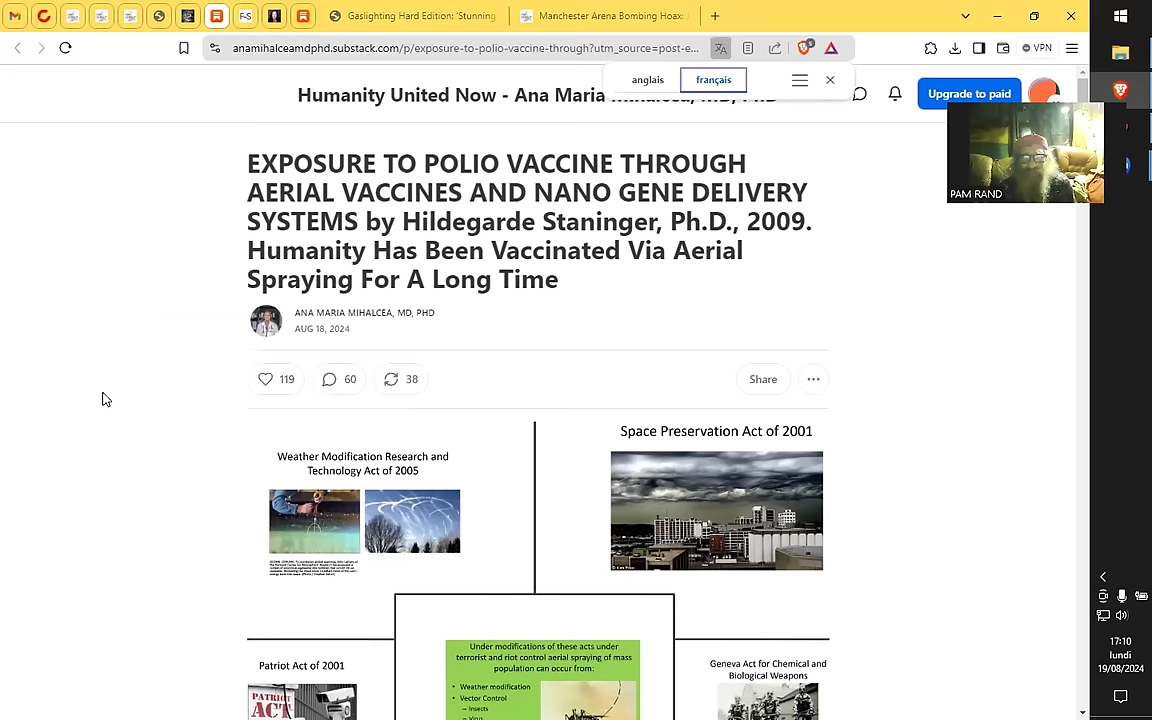 Gaslighting Hard Edition: 'Stunning
Manchester Arena Bombing Hoax:
anamihalceamdphd.substack.com/p/exposure-to-polio-vaccine-through?utm_source=post-e...
VPN
anglais
français
Humanity United Now - Ana Maria Mihalcea, MD, PhD
Upgrade to paid
PAM RAND
EXPOSURE TO POLIO VACCINE THROUGH
AERIAL VACCINES AND NANO GENE DELIVERY
SYSTEMS by Hildegarde Staninger, Ph.D., 2009.
Humanity Has Been Vaccinated Via Aerial
Spraying For A Long Time
ANA MARIA MIHALCEA, MD, PHD
AUG 18, 2024
119
60
38
Share
Weather Modification Research and
Technology Act of 2005
Space Preservation Act of 2001
Patriot Act of 2001
PATRIOT
ACT
Under modifications of these acts under
terrorist and riot control aerial spraying of mass
population can occur from:
• Weather modification
• Vector Control
– Insects
– Virus
Geneva Act for Chemical and
Biological Weapons
17:10
lundi
19/08/2024